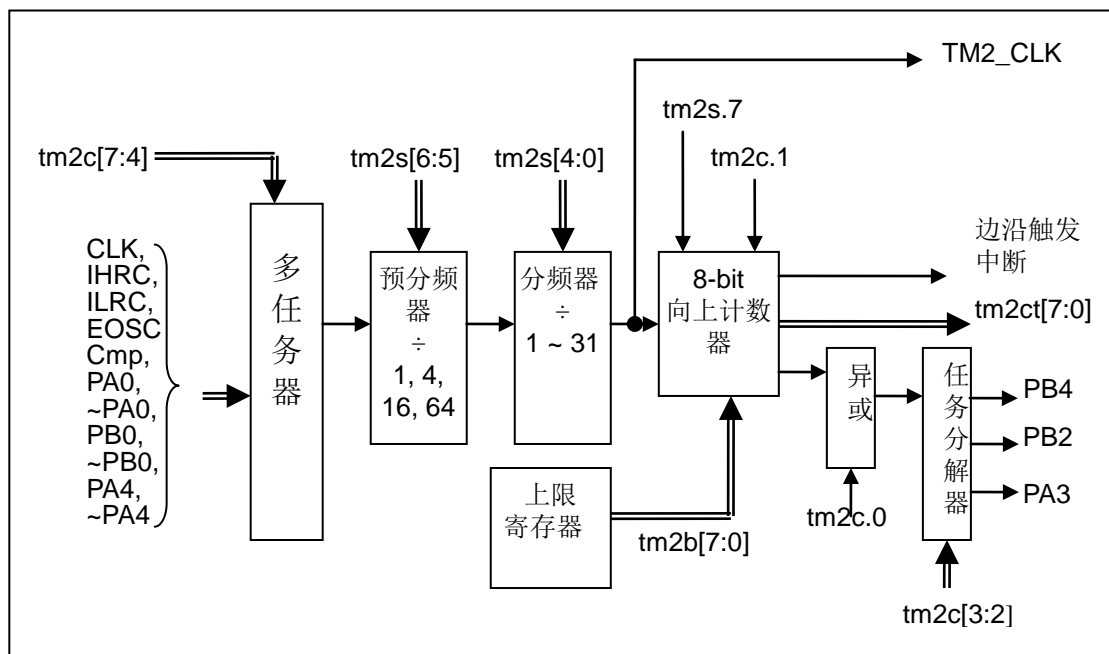 TM2_CLK
tm2s.7
tm2c[7:4]
tm2s[6:5]
tm2s[4:0]
tm2c.1
CLK,
IHRC,
ILRC,
EOSC
Cmp,
PA0,
~PA0,
PB0,
~PB0,
PA4,
~PA4
多
任
务
器
预分频
器
÷
1, 4,
16, 64
分频器
÷
1 ~ 31
8-bit
向上计数
器
边沿触发
中断
tm2ct[7:0]
异
或
任
务
分
解
器
PB4
PB2
PA3
上限
寄存器
tm2b[7:0]
tm2c.0
tm2c[3:2]